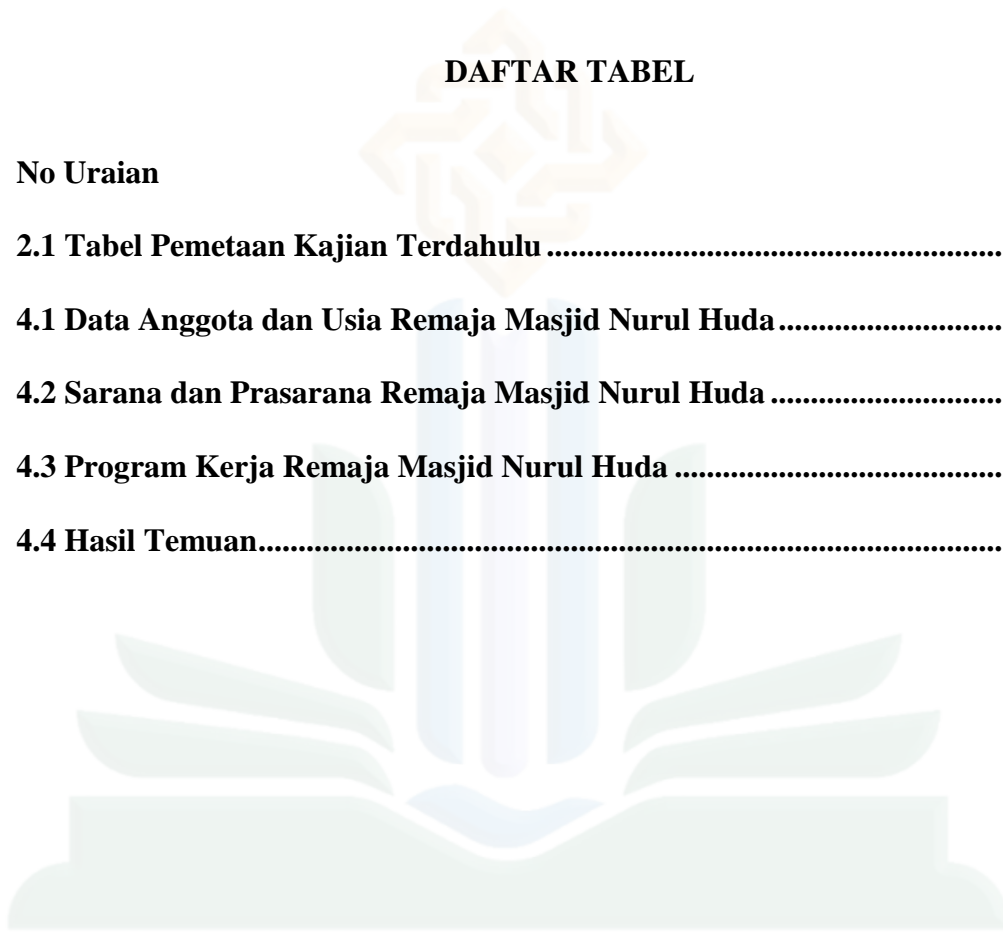 DAFTAR TABEL
No Uraian
2.1 Tabel Pemetaan Kajian Terdahulu..........................................................
4.1 Data Anggota dan Usia Remaja Masjid Nurul Huda............................
4.2 Sarana dan Prasarana Remaja Masjid Nurul Huda.............................
4.3 Program Kerja Remaja Masjid Nurul Huda.........................................
4.4 Hasil Temuan..............................................................................................